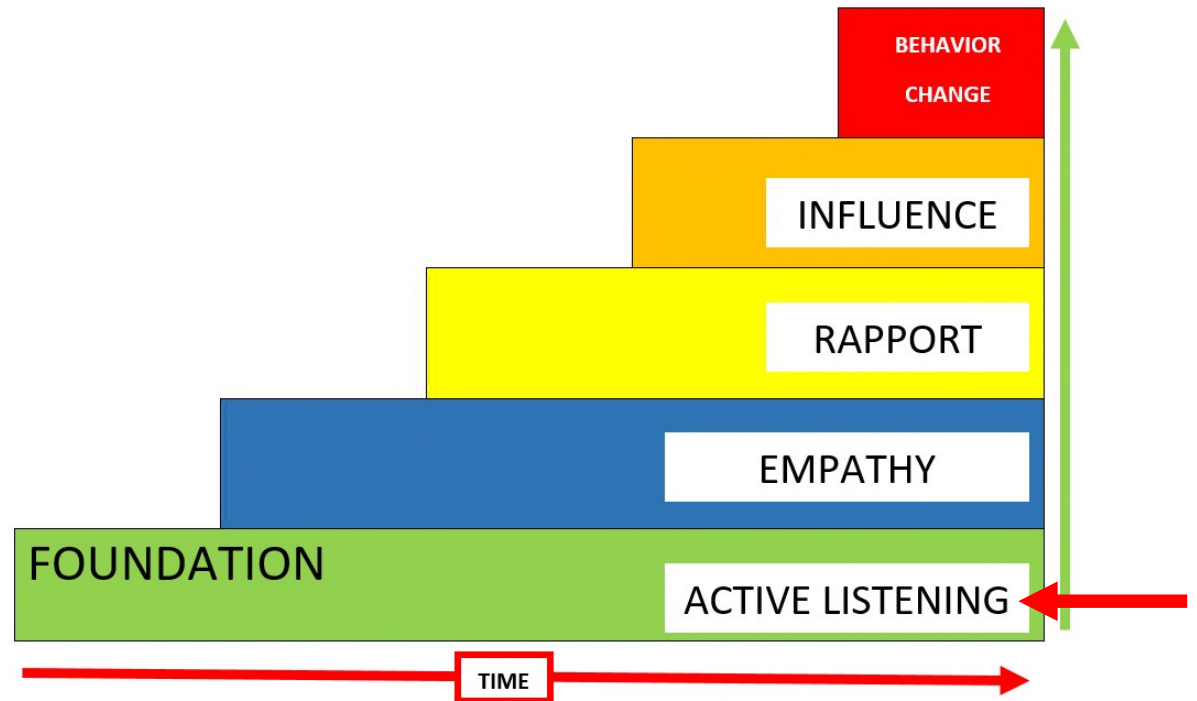 BEHAVIOR
CHANGE
INFLUENCE
RAPPORT
EMPATHY
FOUNDATION
ACTIVE LISTENING
TIME